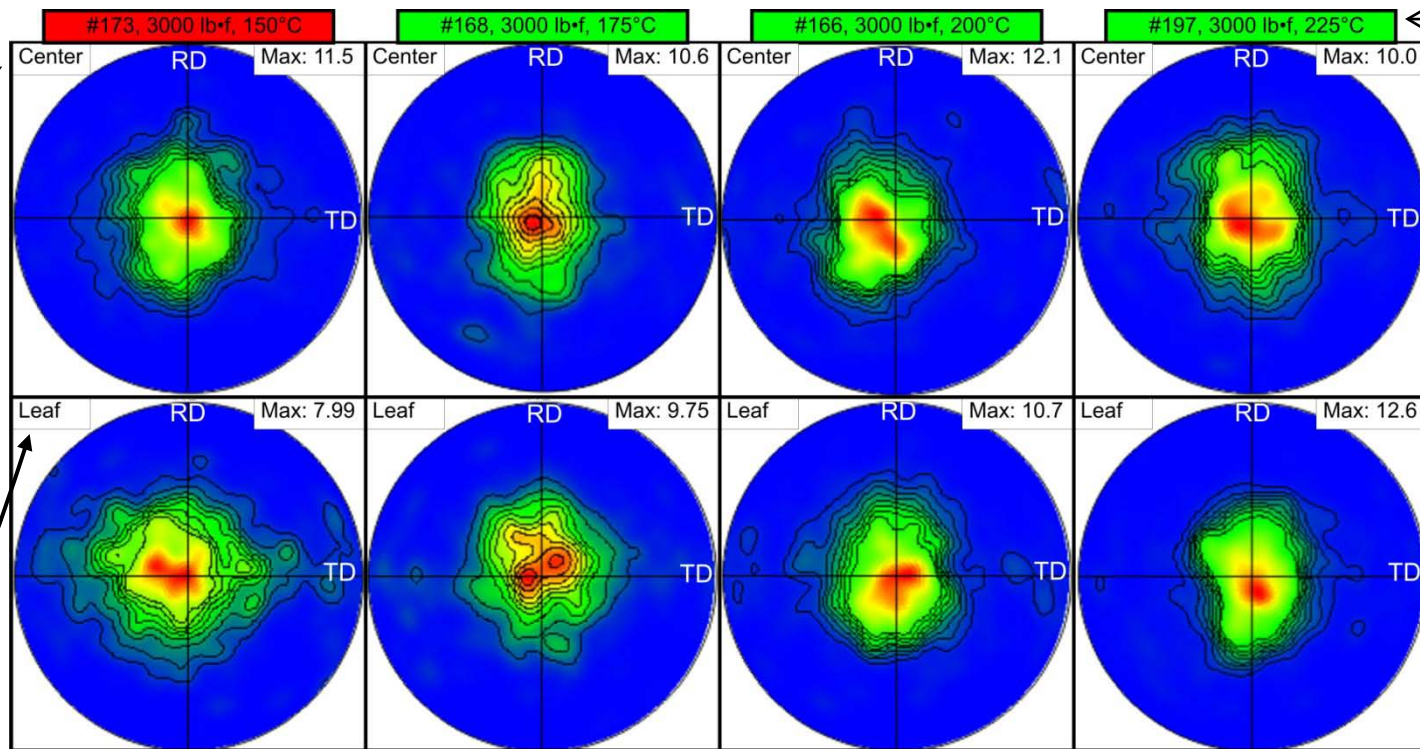 #173, 3000 lb•f, 150°C
#168, 3000 lb•f, 175°C
#166, 3000 lb•f, 200°C
#197, 3000 lb•f, 225°C
Center RD Max: 11.5
TD
Center RD Max: 10.6
TD
Center RD Max: 12.1
TD
Center RD Max: 10.0
TD
Leaf RD Max: 7.99
TD
Leaf RD Max: 9.75
TD
Leaf RD Max: 10.7
TD
Leaf RD Max: 12.6
TD